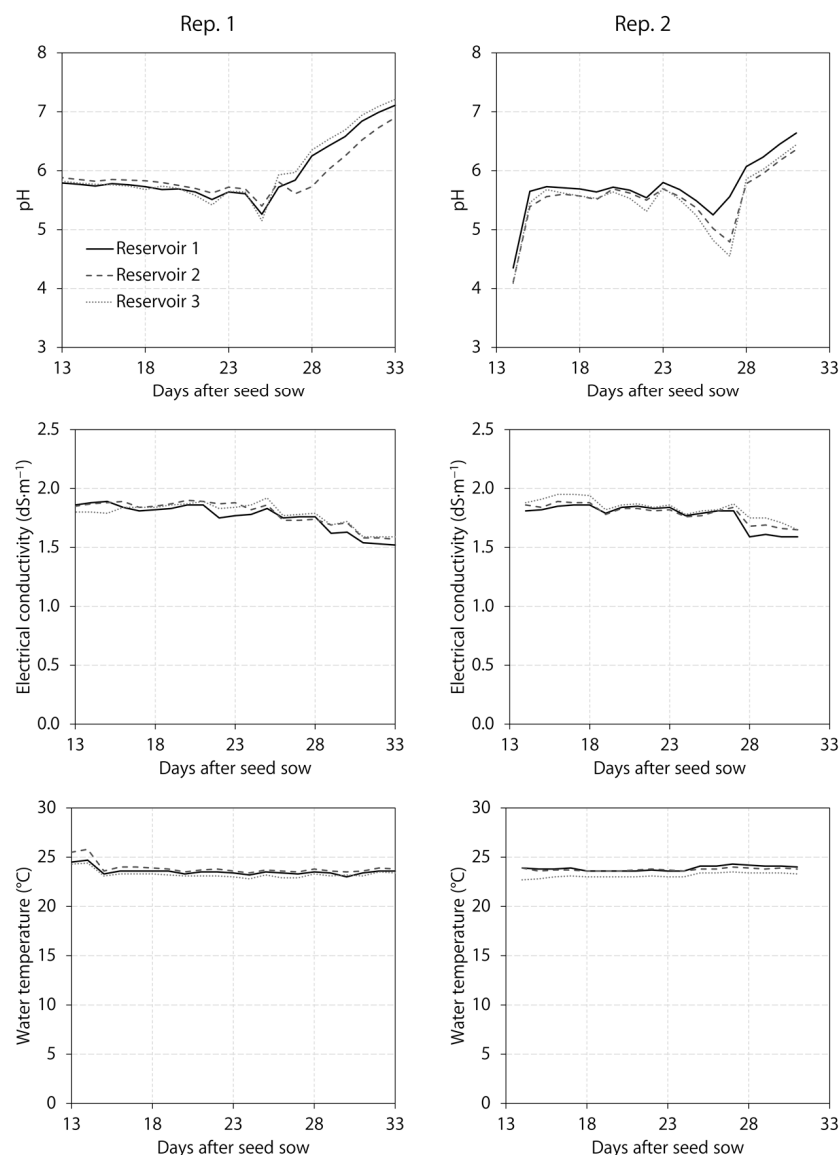 Rep. 1
Rep. 2
pH
8
7
6
5
4
3
Reservoir 1
Reservoir 2
Reservoir 3
13 18 23 28 33
Days after seed sow
pH
8
7
6
5
4
3
13 18 23 28 33
Days after seed sow
Electrical conductivity (dS·m⁻¹)
2.5
2.0
1.5
1.0
0.5
0.0
13 18 23 28 33
Days after seed sow
Electrical conductivity (dS·m⁻¹)
2.5
2.0
1.5
1.0
0.5
0.0
13 18 23 28 33
Days after seed sow
Water temperature (°C)
30
25
20
15
10
5
0
13 18 23 28 33
Days after seed sow
Water temperature (°C)
30
25
20
15
10
5
0
13 18 23 28 33
Days after seed sow